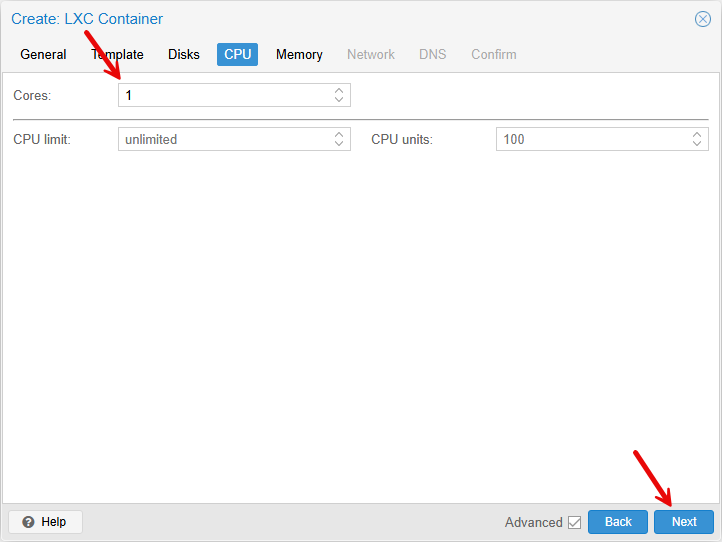 Create: LXC Container
General Template Disks CPU Memory Network DNS Confirm
Cores: 1
CPU limit: unlimited CPU units: 100
Help Advanced Back Next